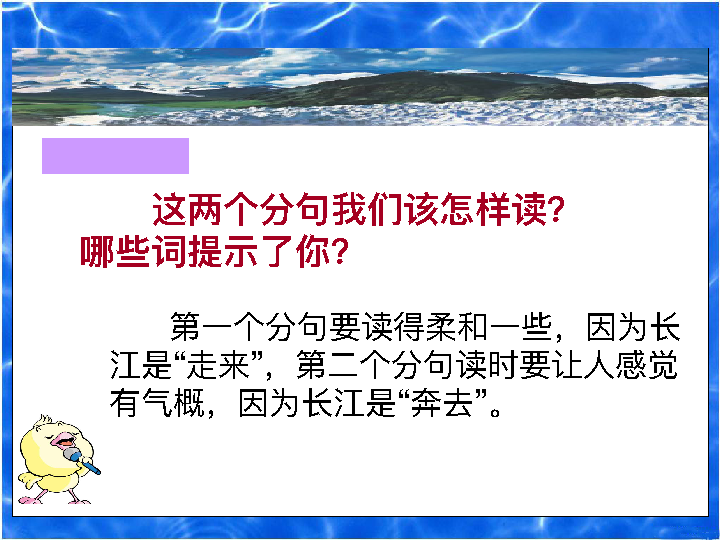 这两个分句我们该怎样读?
哪些词提示了你?
第一个分句要读得柔和一些，因为长
江是“走来”，第二个分句读时要让人感觉
有气概，因为长江是“奔去”。